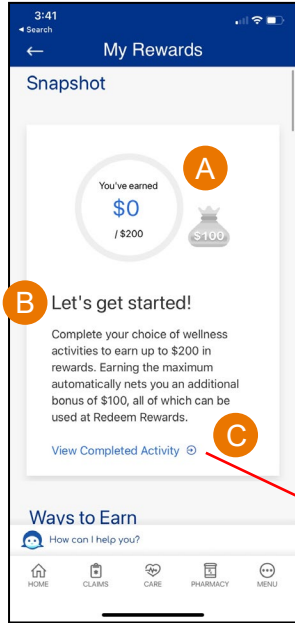 3:41
Search
My Rewards
Snapshot
A
You've earned
$0
/ $200
$100
B
Let's get started!
Complete your choice of wellness
activities to earn up to $200 in
rewards. Earning the maximum
automatically nets you an additional
bonus of $100, all of which can be
used at Redeem Rewards.
C
View Completed Activity
Ways to Earn
How can I help you?
HOME CLAIMS CARE PHARMACY MENU